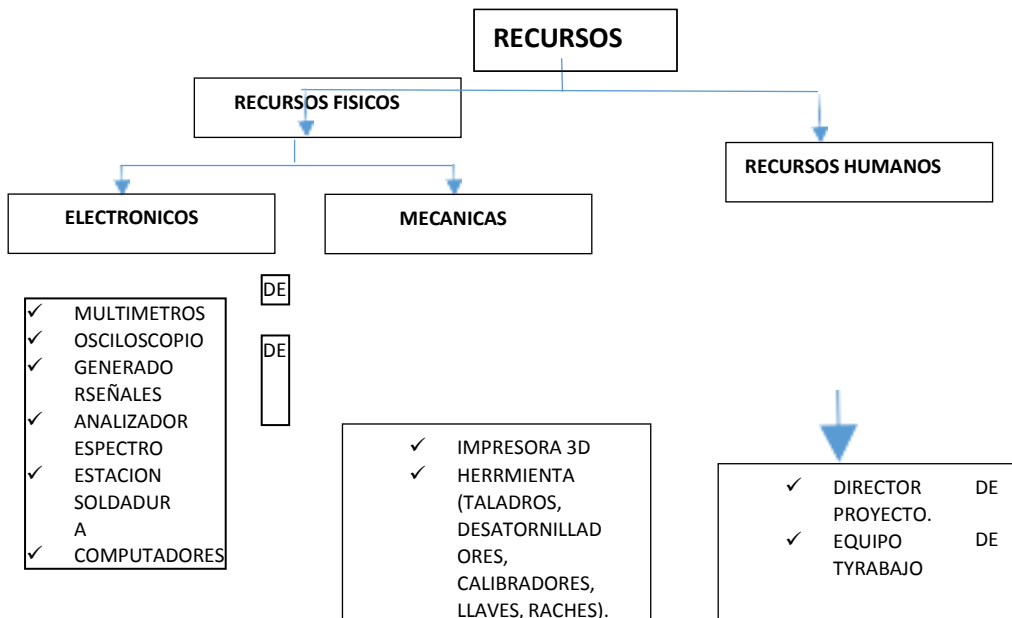 RECURSOS
RECURSOS FISICOS
RECURSOS HUMANOS
ELECTRONICOS
MECANICAS
DE
DE
✓ MULTIMETROS
✓ OSCILOSCOPIO
✓ GENERADO
RSEÑALES
✓ ANALIZADOR
ESPECTRO
✓ ESTACION
SOLDADUR
A
✓ COMPUTADORES
✓ IMPRESORA 3D
✓ HERRMIENTA
(TALADROS,
DESATORNILLAD
ORES,
CALIBRADORES,
LLAVES, RACHES).
✓ DIRECTOR DE
PROYECTO.
✓ EQUIPO DE
TYRABAJO